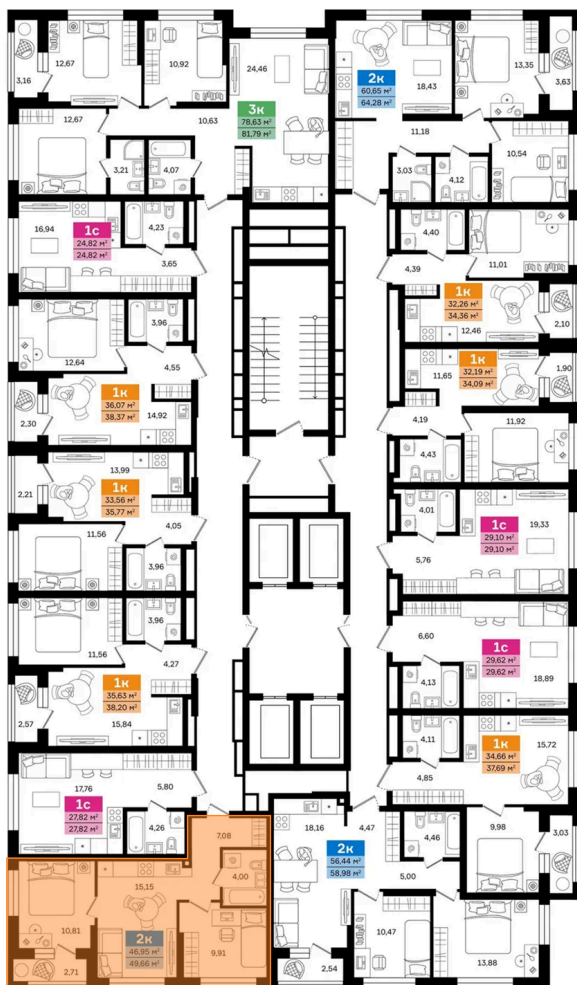 3,16
12,67
10,92
24,46
3к
78,63 м²
81,79 м²
12,67
10,63
3,21
4,07
2к
60,65 м²
64,28 м²
18,43
13,35
3,63
11,18
3,03
4,12
10,54
16,94
1с
24,82 м²
24,82 м²
4,23
3,65
4,40
4,39
11,01
1к
32,26 м²
34,36 м²
12,46
2,10
12,64
3,96
4,55
1к
36,07 м²
38,37 м²
14,92
2,30
11,65
1к
32,19 м²
34,09 м²
1,90
4,19
4,43
11,92
13,99
2,21
1к
33,56 м²
35,77 м²
4,05
11,56
3,96
4,01
1с
29,10 м²
29,10 м²
19,33
5,76
3,96
11,56
4,27
1к
35,63 м²
38,20 м²
2,57
15,84
6,60
1с
29,62 м²
29,62 м²
4,13
18,89
4,11
1к
34,66 м²
37,69 м²
15,72
4,85
17,76
5,80
1с
27,82 м²
27,82 м²
4,26
7,08
4,00
15,15
10,81
2к
46,95 м²
49,66 м²
9,91
2,71
18,16
4,47
2к
56,44 м²
58,98 м²
4,46
5,00
9,98
3,03
10,47
13,88
2,54